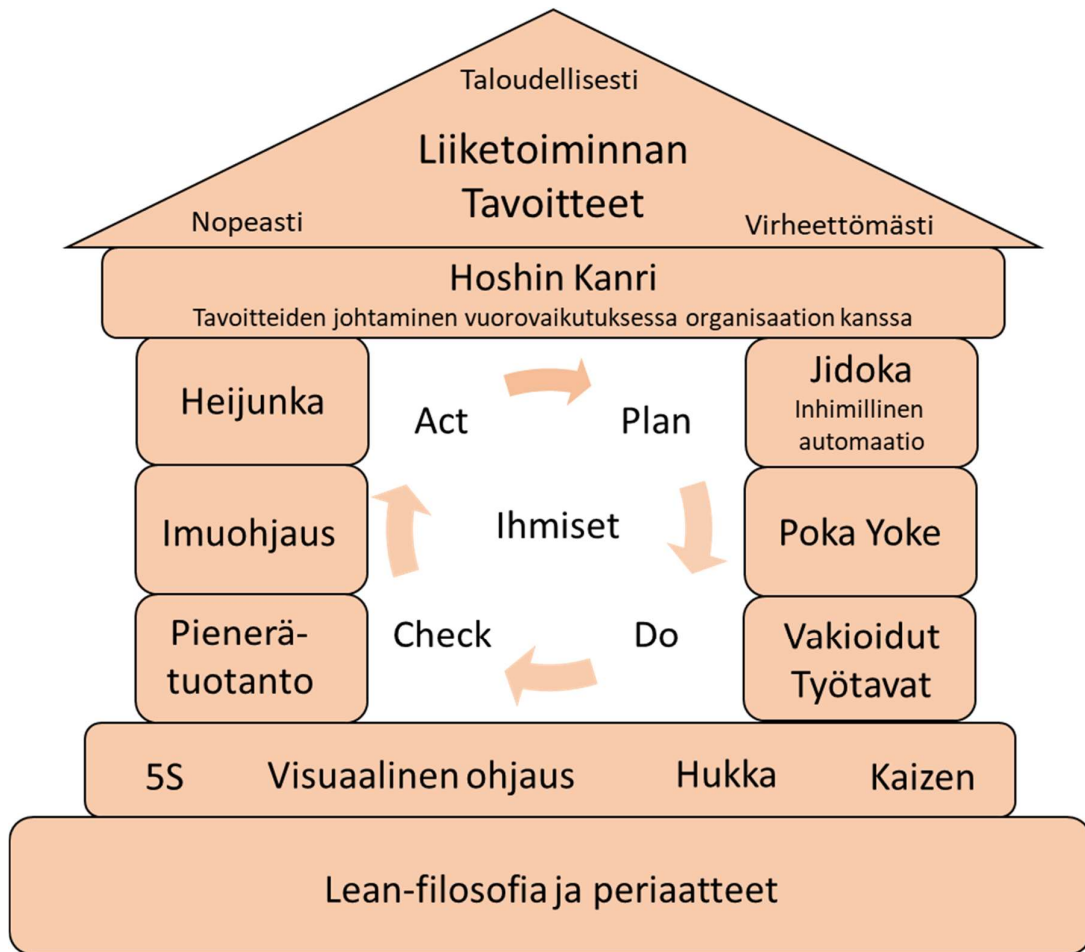 Taloudellisesti
Liiketoiminnan
Tavoitteet
Nopeasti
Virheettömästi
Hoshin Kanri
Tavoitteiden johtaminen vuorovaikutuksessa organisaation kanssa
Heijunka
Imuohjaus
Pienerä-
tuotanto
Act
Plan
Ihmiset
Check
Do
Jidoka
Inhimillinen
automaatio
Poka Yoke
Vakioidut
Työtavat
5S
Visuaalinen ohjaus
Hukka
Kaizen
Lean-filosofia ja periaatteet